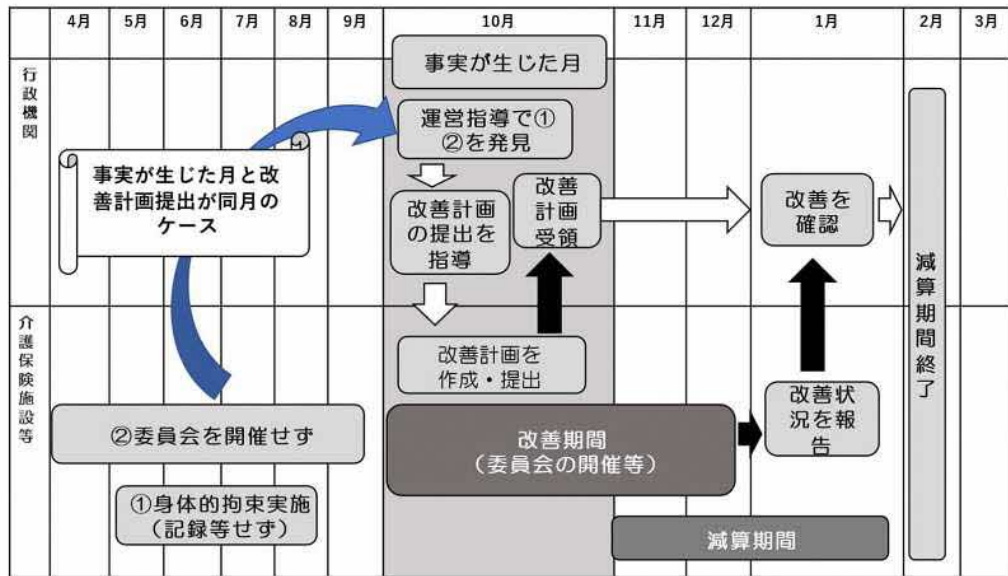 4月 5月 6月 7月 8月 9月 10月 11月 12月 1月 2月 3月
行政機関
事実が生じた月
運営指導で①
②を発見
事実が生じた月と改
善計画提出が同月の
ケース
改善計画
の提出を
指導
改善
計画
受領
改善を
確認
減算期間終了
介護保険施設等
改善計画を
作成・提出
②委員会を開催せず
改善期間
（委員会の開催等）
改善状
況を報
告
①身体的拘束実施
（記録等せず）
減算期間